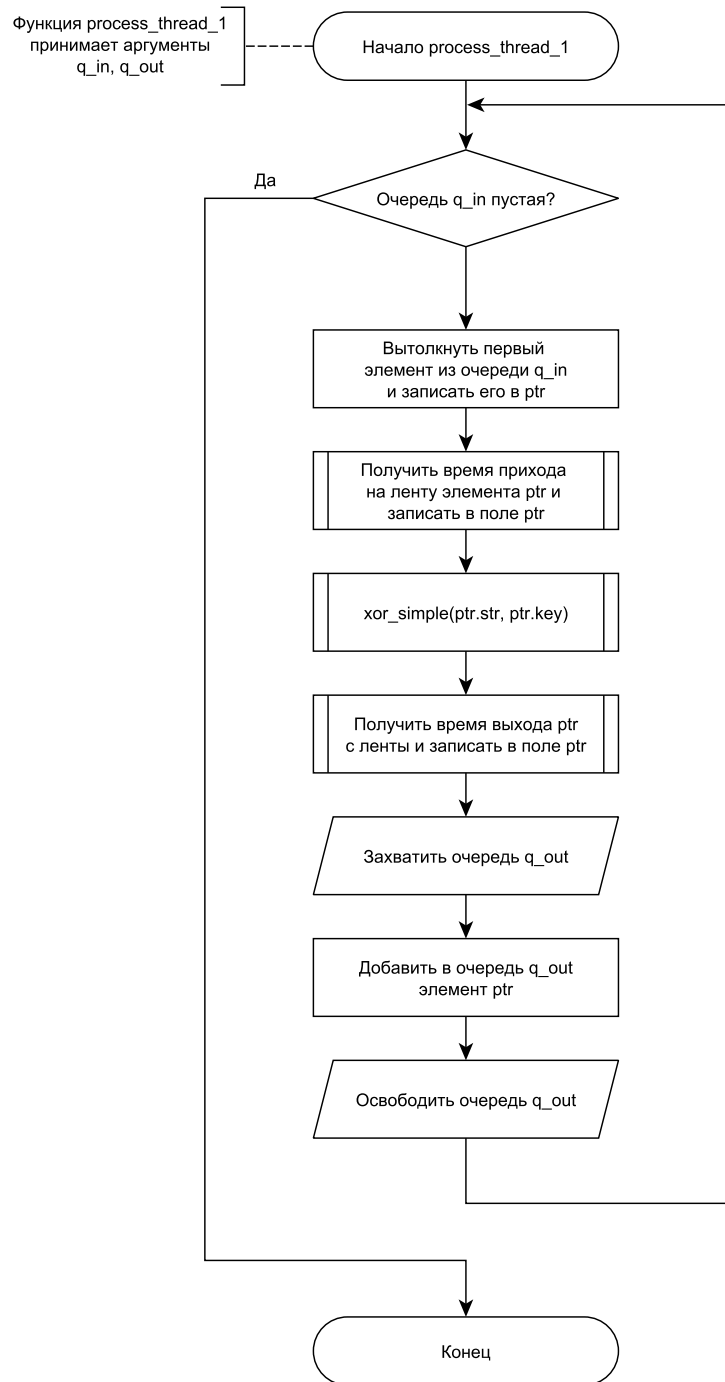 Функция process_thread_1
принимает аргументы
q_in, q_out
Начало process_thread_1
Да
Очередь q_in пустая?
Вытолкнуть первый
элемент из очереди q_in
и записать его в ptr
Получить время прихода
на ленту элемента ptr и
записать в поле ptr
xor_simple(ptr.str, ptr.key)
Получить время выхода ptr
с ленты и записать в поле ptr
Захватить очередь q_out
Добавить в очередь q_out
элемент ptr
Освободить очередь q_out
Конец